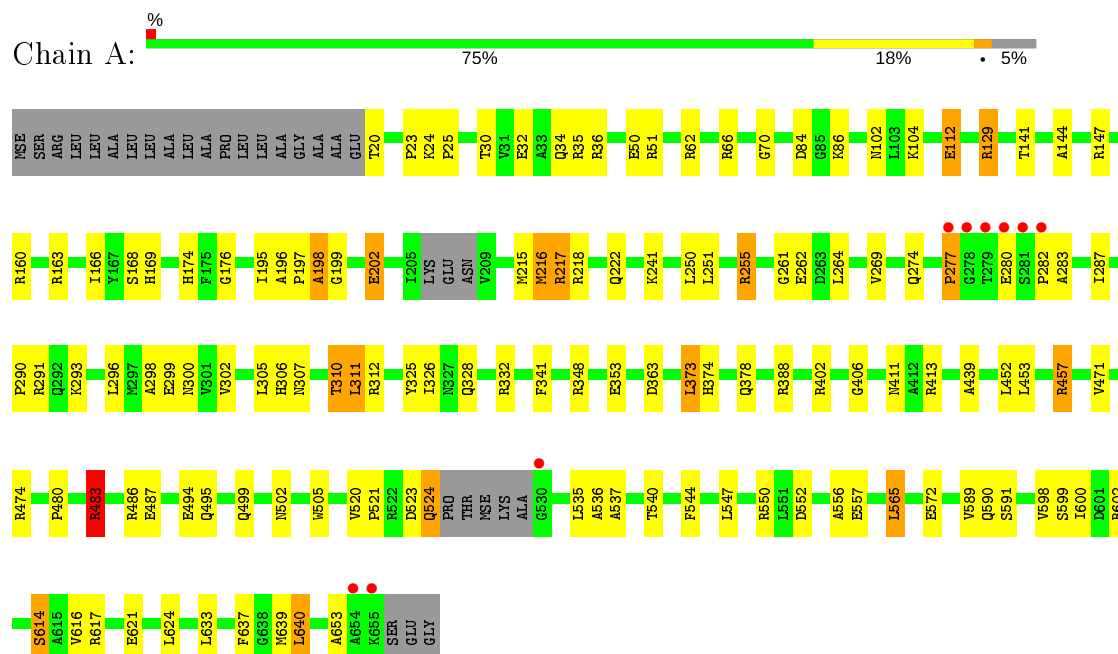 %
Chain A:
75% 18% • 5%
MSE SER ARG LEU LEU ALA LEU LEU ALA LEU ALA PRO LEU LEU ALA GLY ALA ALA GLU T20 P23 K24 P25 T30 V31 E32 A33 Q34 R35 R36 E50 R51 R62 R66 G70 D84 G85 K86 N102 L103 K104 E112 R129 T141 A144 R147
R160 R163 I166 Y167 S168 H169 H174 F175 G176 I195 A196 P197 A198 G199 E202 I205 LYS GLU ASN V209 M215 M216 R217 R218 Q222 K241 L250 L251 R255 G261 E262 D263 L264 V269 Q274 P277 G278 T279 E280 S281 P282 A283 I287
P290 R291 Q292 K293 L296 M297 A298 E299 N300 V301 V302 L305 H306 N307 T310 L311 R312 Y325 I326 N327 Q328 R332 F341 R348 E353 D363 L373 H374 Q378 R388 R402 G406 N411 A412 R413 A439 L452 L453 R457 V471
R474 P480 R483 R486 E487 E494 Q495 Q499 N502 W505 V520 P521 R522 D523 Q524 PRO THR MSE LYS ALA G530 L535 A536 A537 T540 F544 L547 R550 L551 D552 A556 E557 L565 E572 V589 Q590 S591 V598 S599 I600 D601
S614 A615 V616 R617 E621 L624 L633 F637 G638 M639 L640 A653 A654 K655 SER GLU GLY